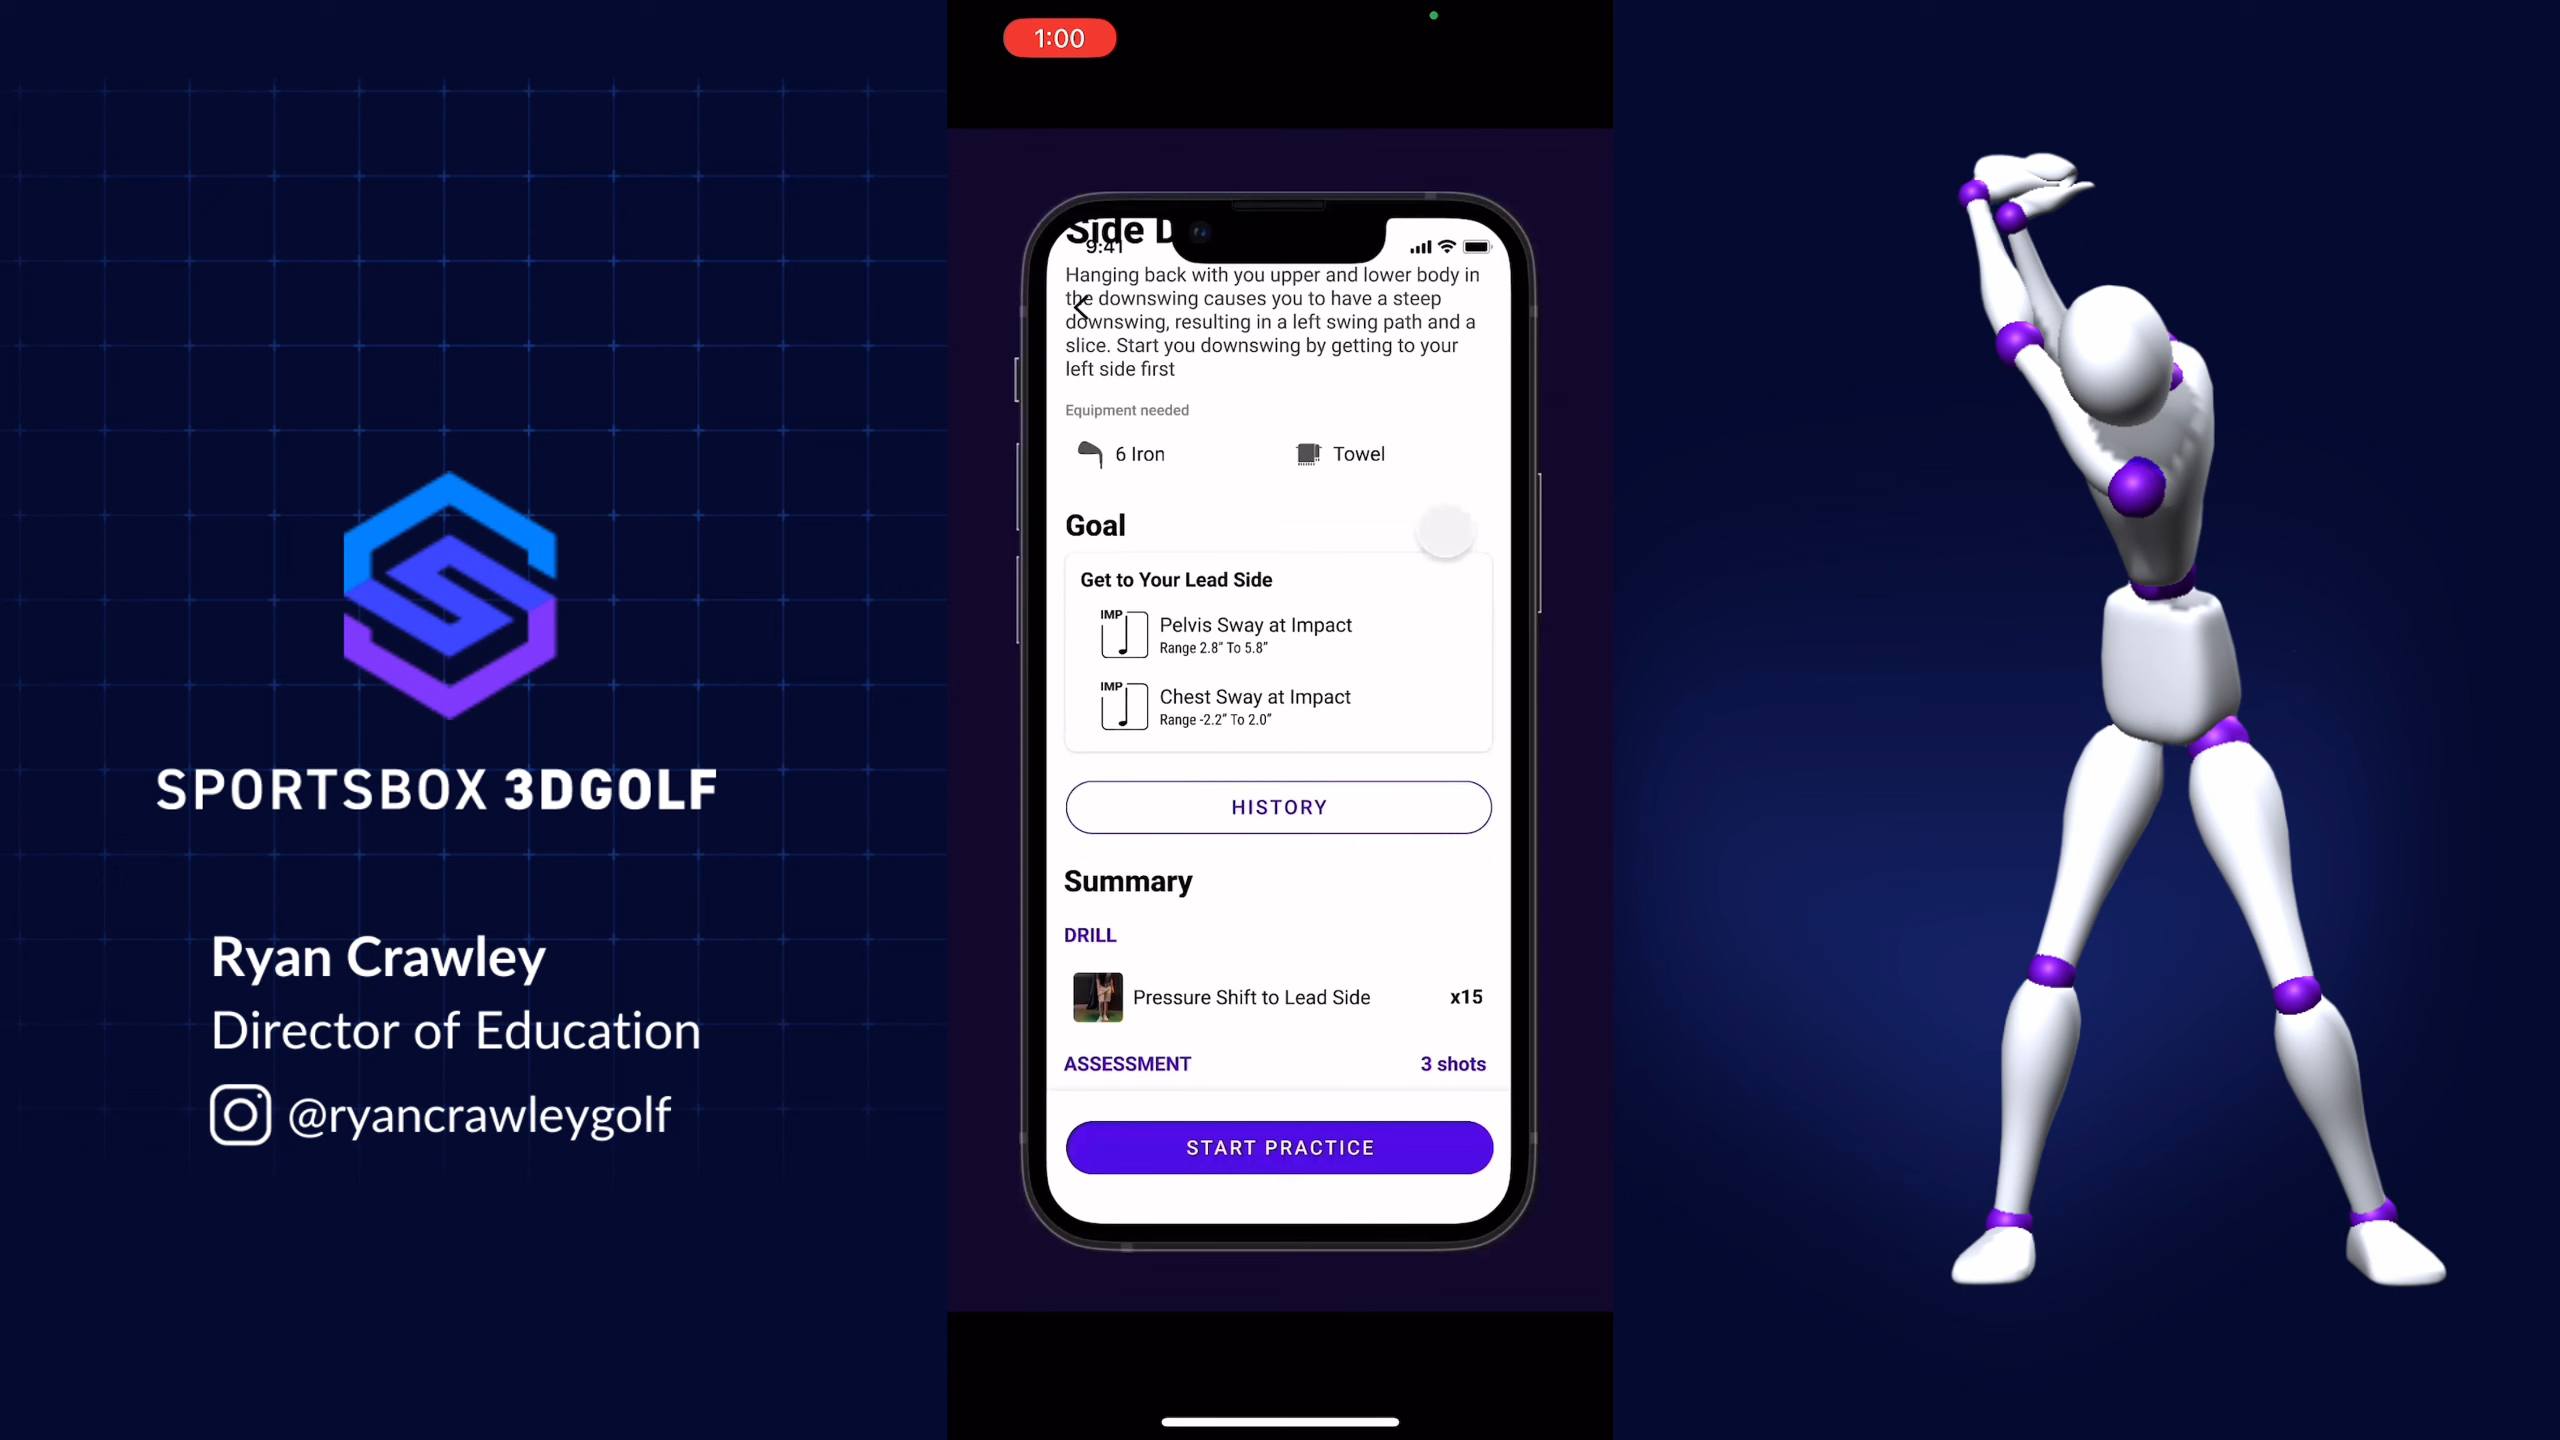 1:00
Side D
9:41
Hanging back with you upper and lower body in
the downswing causes you to have a steep
downswing, resulting in a left swing path and a
slice. Start you downswing by getting to your
left side first
Equipment needed
6 Iron
Towel
Goal
Get to Your Lead Side
IMP
Pelvis Sway at Impact
Range 2.8” To 5.8”
IMP
Chest Sway at Impact
Range -2.2” To 2.0”
HISTORY
Summary
DRILL
Pressure Shift to Lead Side x15
ASSESSMENT 3 shots
START PRACTICE
SPORTSBOX 3DGOLF
Ryan Crawley
Director of Education
@ryancrawleygolf